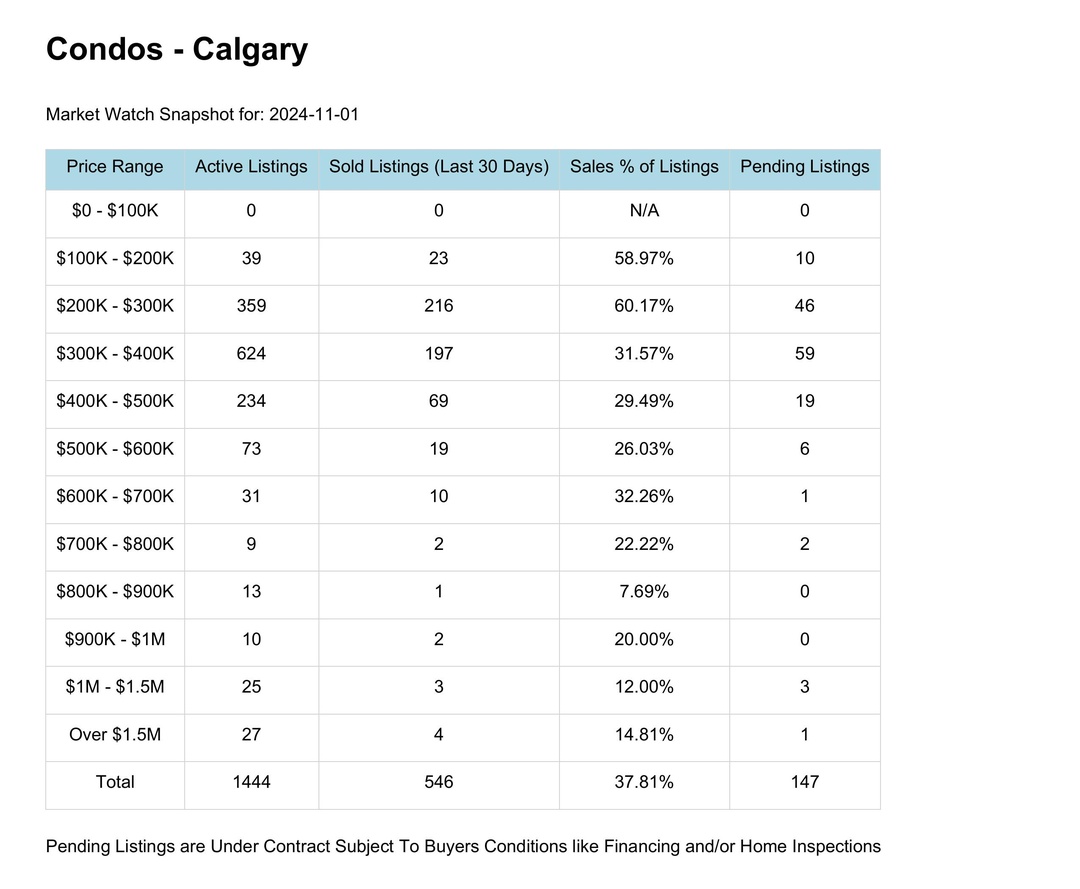 Condos - Calgary
Market Watch Snapshot for: 2024-11-01
Price Range Active Listings Sold Listings (Last 30 Days) Sales % of Listings Pending Listings
$0 - $100K 0 0 N/A 0
$100K - $200K 39 23 58.97% 10
$200K - $300K 359 216 60.17% 46
$300K - $400K 624 197 31.57% 59
$400K - $500K 234 69 29.49% 19
$500K - $600K 73 19 26.03% 6
$600K - $700K 31 10 32.26% 1
$700K - $800K 9 2 22.22% 2
$800K - $900K 13 1 7.69% 0
$900K - $1M 10 2 20.00% 0
$1M - $1.5M 25 3 12.00% 3
Over $1.5M 27 4 14.81% 1
Total 1444 546 37.81% 147
Pending Listings are Under Contract Subject To Buyers Conditions like Financing and/or Home Inspections